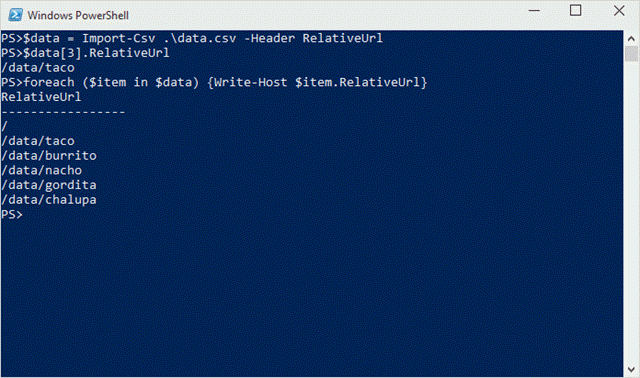 Windows PowerShell
PS>$data = Import-Csv .\data.csv -Header RelativeUrl
PS>$data[3].RelativeUrl
/data/taco
PS>foreach ($item in $data) {Write-Host $item.RelativeUrl}
RelativeUrl
-----------------
/
/data/taco
/data/burrito
/data/nacho
/data/gordita
/data/chalupa
PS>